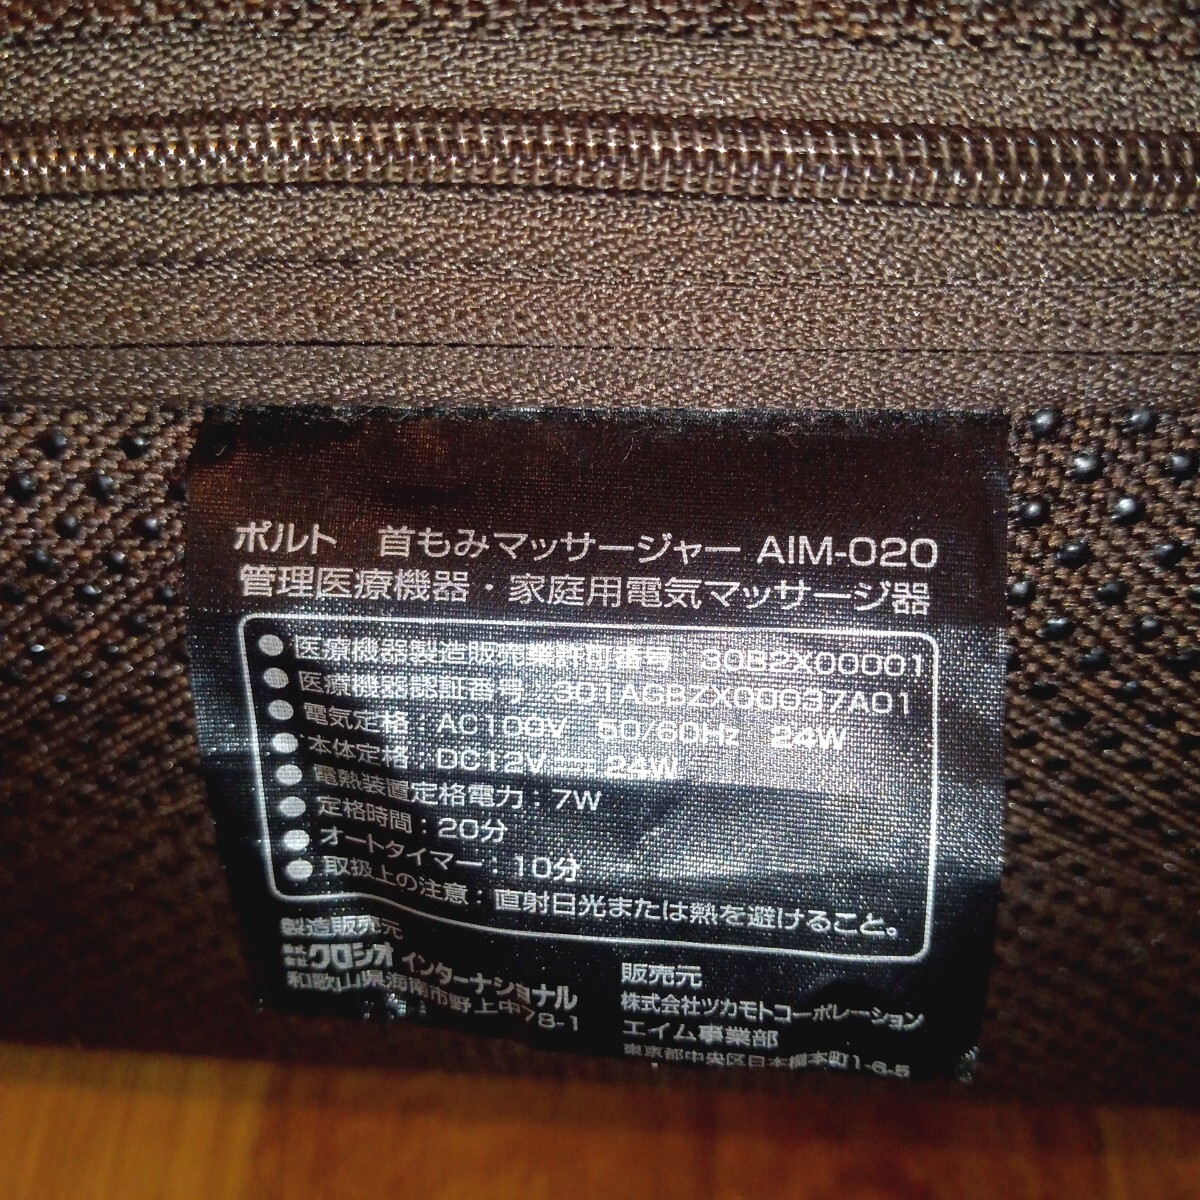 ポルト 首もみマッサージャー AIM-020
管理医療機器・家庭用電気マッサージ器
●医療機器製造販売業許可番号 30B2X00001
●医療機器認証番号 301AGBZX00037A01
●電気定格：AC100V 50/60Hz 24W
●本体定格：DC12V⎓24W
●電熱装置定格電力：7W
●定格時間：20分
●オートタイマー：10分
●取扱上の注意：直射日光または熱を避けること。
製造販売元
株式会社クロシオ インターナショナル
和歌山県海南市野上中78-1
販売元
株式会社ツカモトコーポレーション
エイム事業部
東京都中央区日本橋本町1-6-5